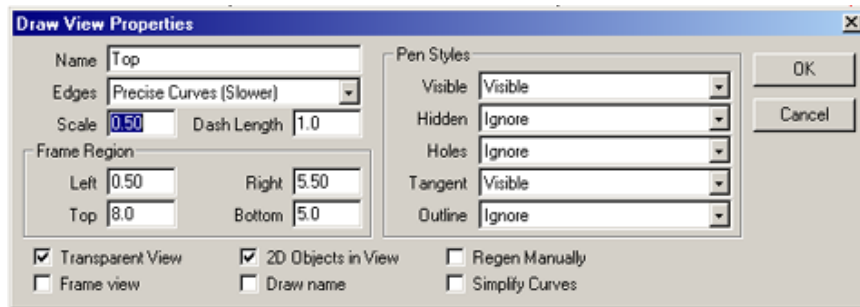 Draw View Properties
Name Top
Edges Precise Curves (Slower)
Scale 0.50 Dash Length 1.0
Frame Region
Left 0.50 Right 5.50
Top 8.0 Bottom 5.0
Pen Styles
Visible Visible
Hidden Ignore
Holes Ignore
Tangent Visible
Outline Ignore
OK
Cancel
Transparent View 2D Objects in View Regen Manually
Frame view Draw name Simplify Curves